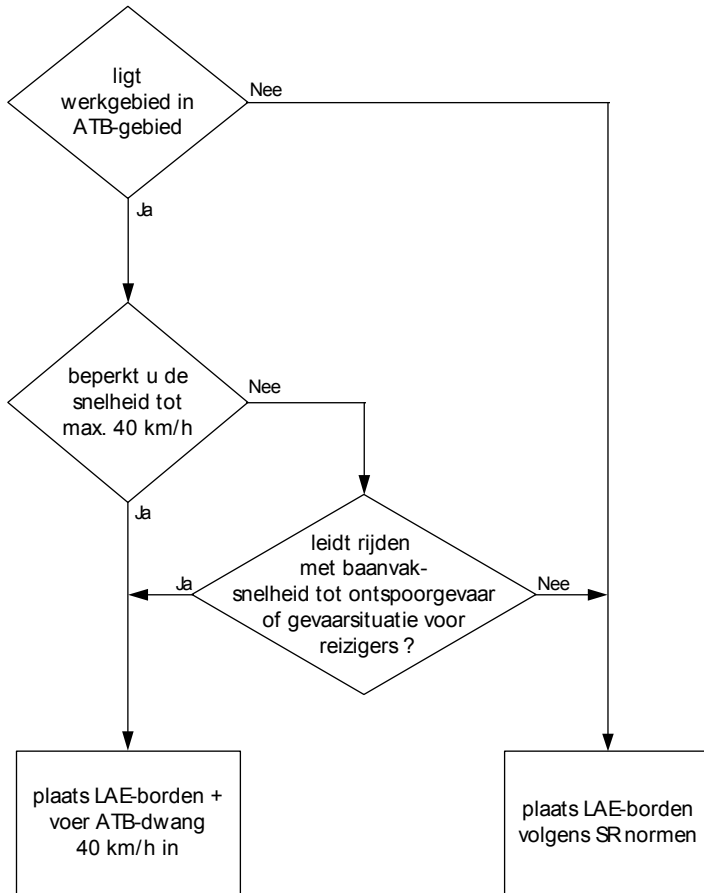 ligt
werkgebied in
ATB-gebied
Nee
Ja
beperkt u de
snelheid tot
max. 40 km/h
Nee
Ja
leidt rijden
met baanvak-
snelheid tot ontspoorgevaar
of gevaarsituatie voor
reizigers ?
Ja
Nee
plaats LAE-borden +
voer ATB-dwang
40 km/h in
plaats LAE-borden
volgens SR normen